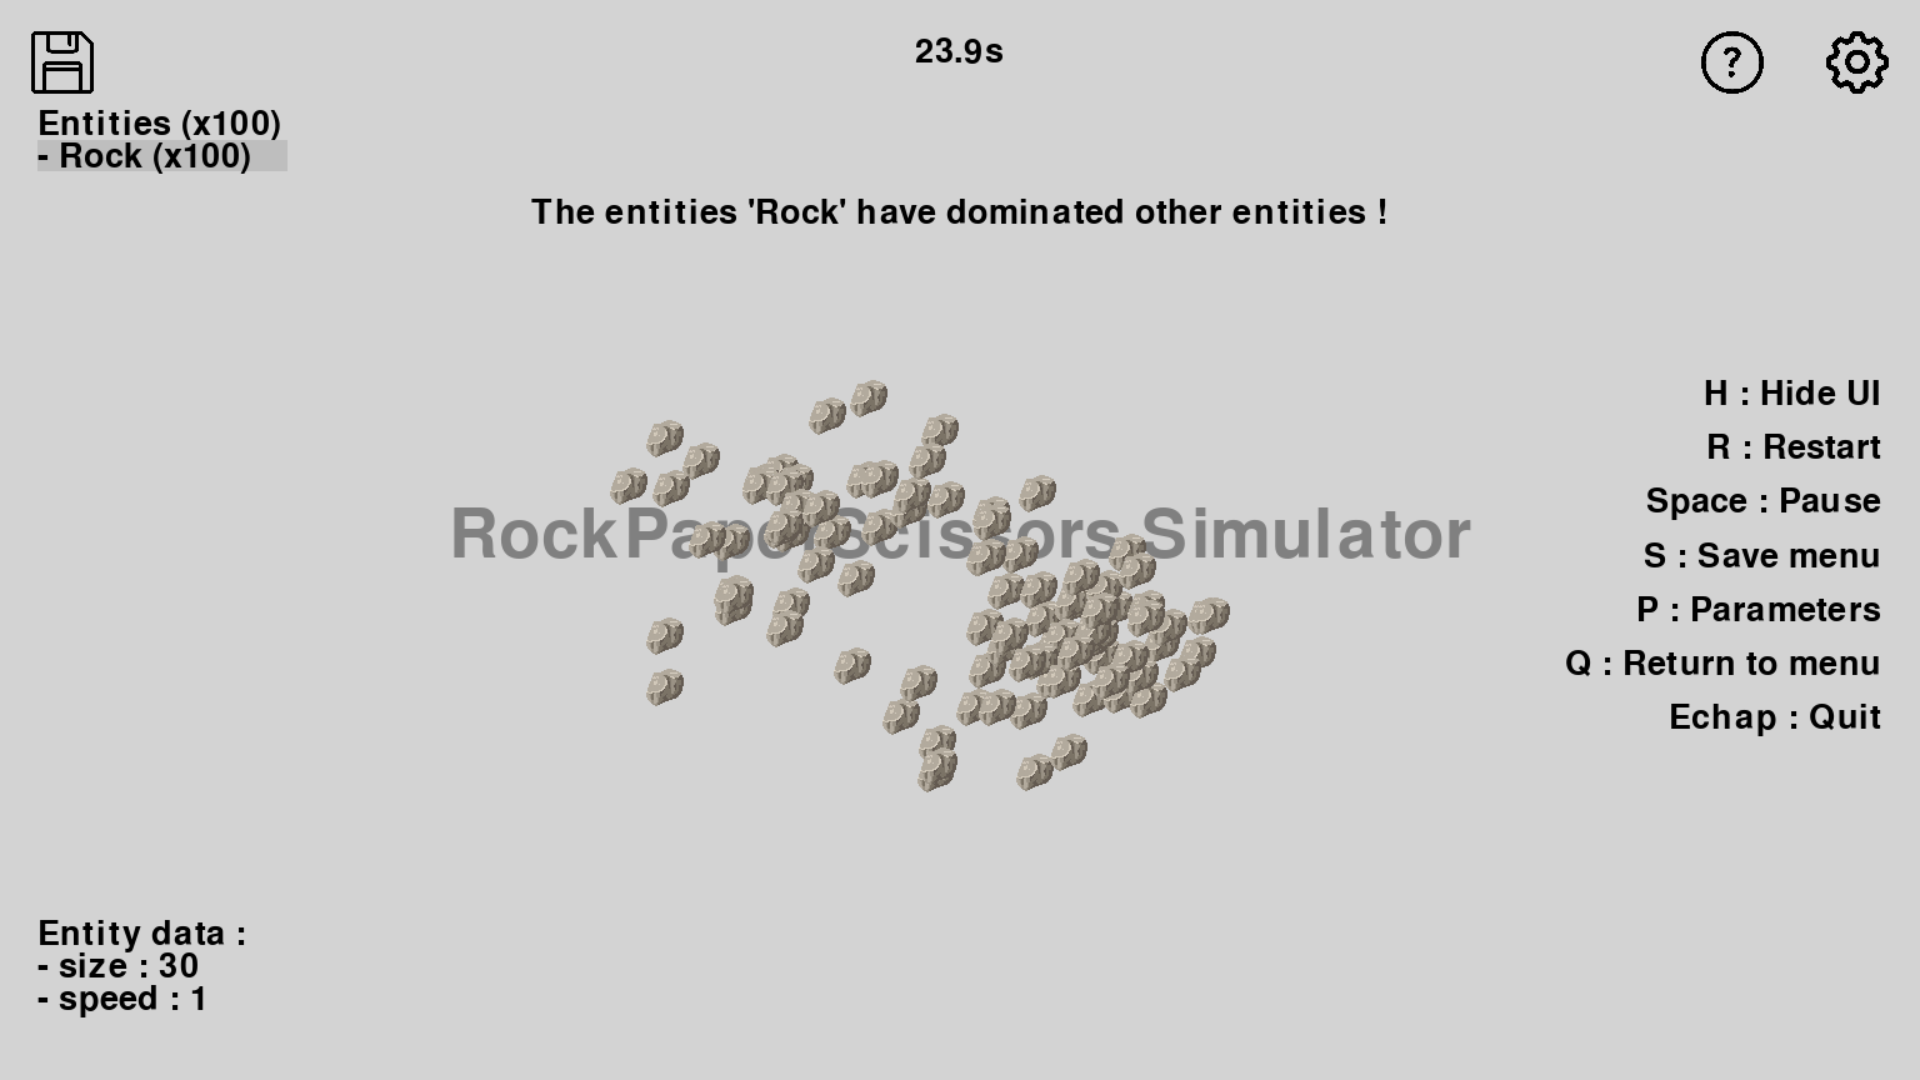 23.9s
?
Entities (x100)
- Rock (x100)
The entities 'Rock' have dominated other entities !
RockPaperScissors Simulator
H : Hide UI
R : Restart
Space : Pause
S : Save menu
P : Parameters
Q : Return to menu
Echap : Quit
Entity data :
- size : 30
- speed : 1